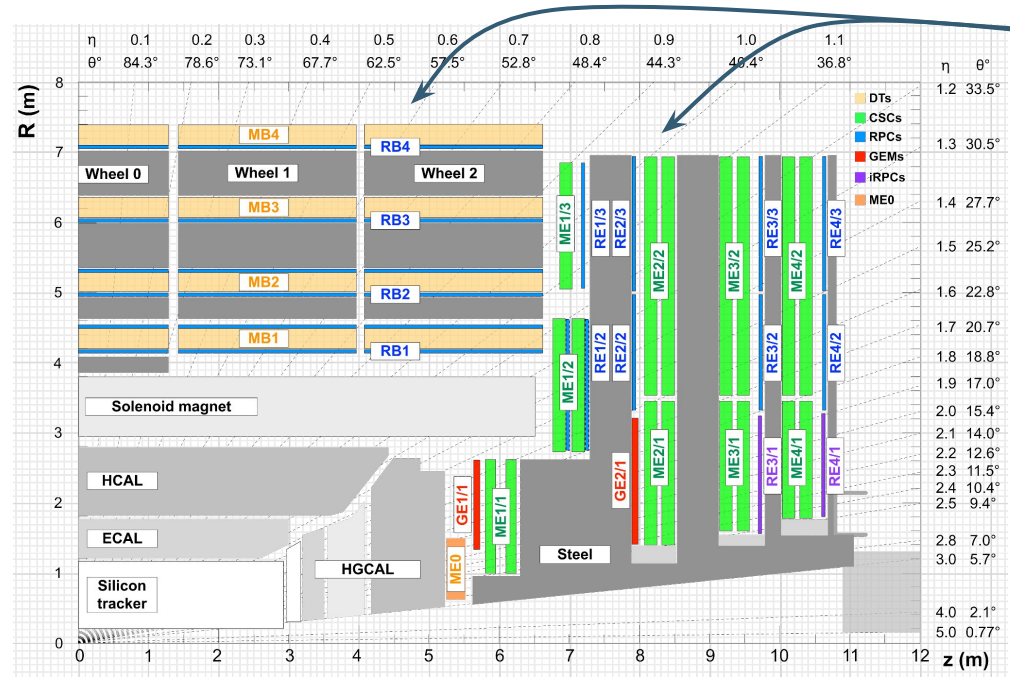 η 0.1 0.2 0.3 0.4 0.5 0.6 0.7 0.8 0.9 1.0 1.1
θ° 84.3° 78.6° 73.1° 67.7° 62.5° 57.5° 52.8° 48.4° 44.3° 40.4° 36.8° η θ°
R (m)
8
7
6
5
4
3
2
1
0
1.2 33.5°
1.3 30.5°
1.4 27.7°
1.5 25.2°
1.6 22.8°
1.7 20.7°
1.8 18.8°
1.9 17.0°
2.0 15.4°
2.1 14.0°
2.2 12.6°
2.3 11.5°
2.4 10.4°
2.5 9.4°
2.8 7.0°
3.0 5.7°
4.0 2.1°
5.0 0.77°
DTs
CSCs
RPCs
GEMs
iRPCs
ME0
MB4
RB4
Wheel 0 Wheel 1 Wheel 2
MB3
RB3
MB2
RB2
MB1
RB1
Solenoid magnet
HCAL
ECAL
HGCAL
Silicon
tracker
Steel
ME1/3
RE1/3
RE2/3
ME2/2
ME3/2
RE3/3
ME4/2
RE4/3
ME1/2
RE1/2
RE2/2
RE3/2
RE4/2
GE1/1
ME1/1
ME0
GE2/1
ME2/1
ME3/1
RE3/1
ME4/1
RE4/1
0 1 2 3 4 5 6 7 8 9 10 11 12
z (m)